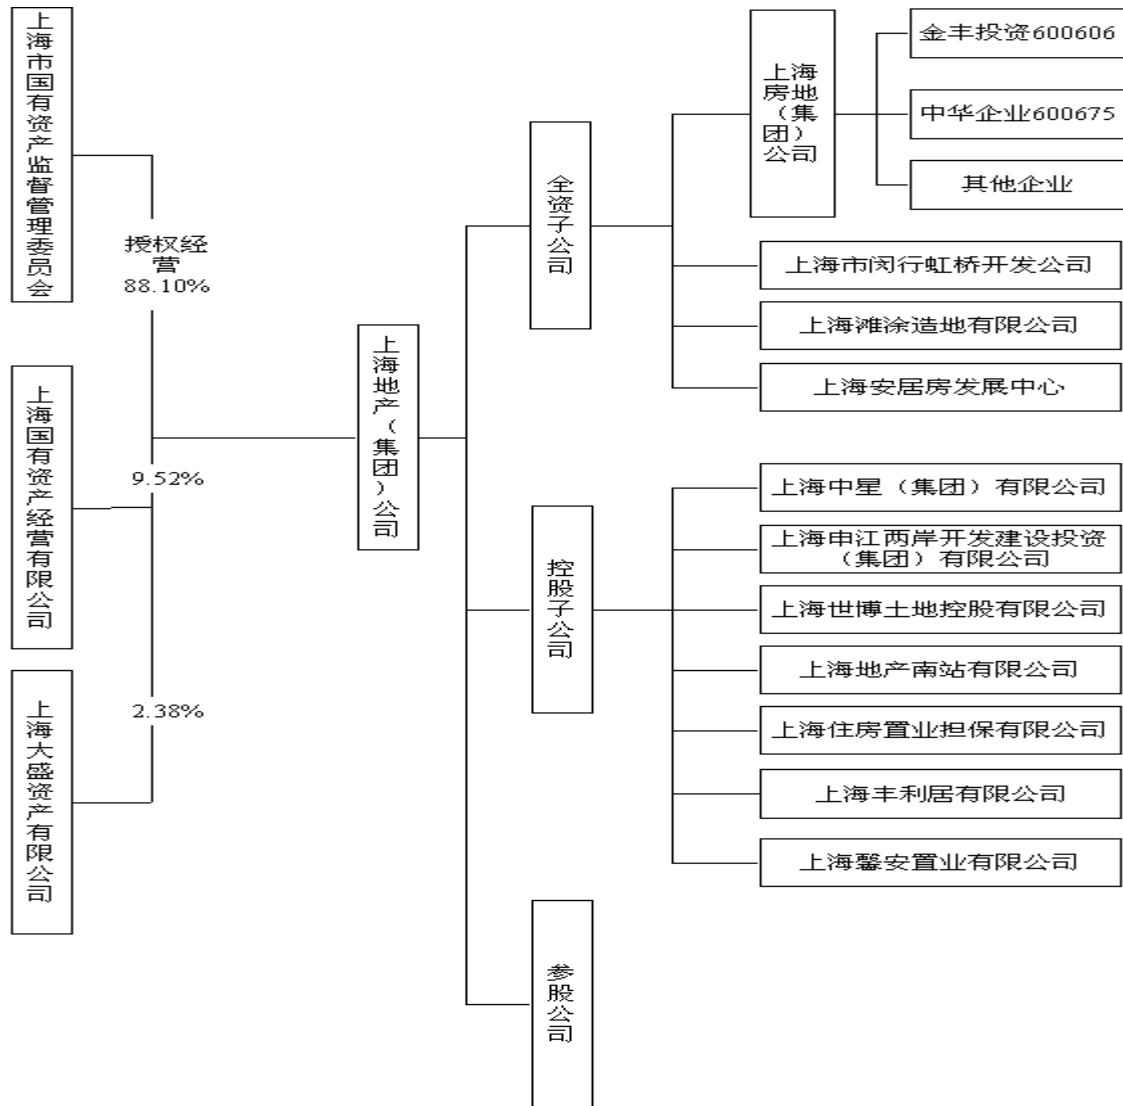 上海市国有资产监督管理委员会
授权经
营
88.10%
上海国有资产经营有限公司
9.52%
上海大盛资产有限公司
2.38%
上海地产（集团）公司
全资子公司
上海
房地
（集
团）
公司
金丰投资600606
中华企业600675
其他企业
上海市闵行虹桥开发公司
上海滩涂造地有限公司
上海安居房发展中心
控股子公司
上海中星（集团）有限公司
上海申江两岸开发建设投资
（集团）有限公司
上海世博土地控股有限公司
上海地产南站有限公司
上海住房置业担保有限公司
上海丰利居有限公司
上海馨安置业有限公司
参股公司